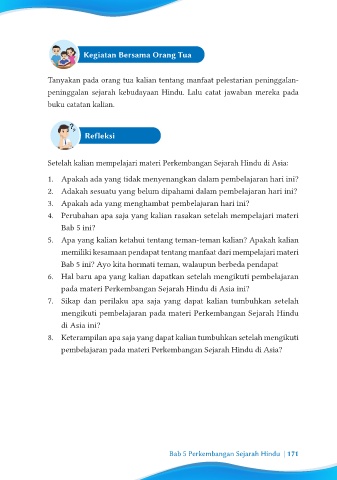 Kegiatan Bersama Orang Tua
Tanyakan pada orang tua kalian tentang manfaat pelestarian peninggalan-
peninggalan sejarah kebudayaan Hindu. Lalu catat jawaban mereka pada
buku catatan kalian.
Refleksi
Setelah kalian mempelajari materi Perkembangan Sejarah Hindu di Asia:
1. Apakah ada yang tidak menyenangkan dalam pembelajaran hari ini?
2. Adakah sesuatu yang belum dipahami dalam pembelajaran hari ini?
3. Apakah ada yang menghambat pembelajaran hari ini?
4. Perubahan apa saja yang kalian rasakan setelah mempelajari materi
Bab 5 ini?
5. Apa yang kalian ketahui tentang teman-teman kalian? Apakah kalian
memiliki kesamaan pendapat tentang manfaat dari mempelajari materi
Bab 5 ini? Ayo kita hormati teman, walaupun berbeda pendapat
6. Hal baru apa yang kalian dapatkan setelah mengikuti pembelajaran
pada materi Perkembangan Sejarah Hindu di Asia ini?
7. Sikap dan perilaku apa saja yang dapat kalian tumbuhkan setelah
mengikuti pembelajaran pada materi Perkembangan Sejarah Hindu
di Asia ini?
8. Keterampilan apa saja yang dapat kalian tumbuhkan setelah mengikuti
pembelajaran pada materi Perkembangan Sejarah Hindu di Asia?
Bab 5 Perkembangan Sejarah Hindu | 171